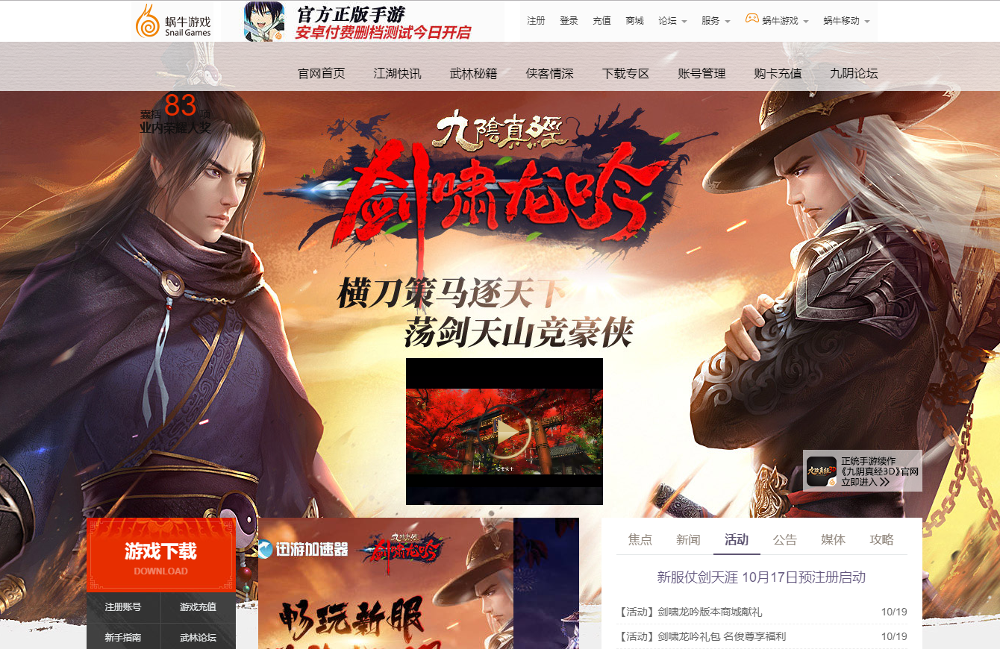 蜗牛游戏
Snail Games
官方正版手游
安卓付费删档测试今日开启
注册 登录 充值 商城 论坛 服务 蜗牛游戏 蜗牛移动
官网首页 江湖快讯 武林秘籍 侠客情深 下载专区 账号管理 购卡充值 九阴论坛
囊括83项
业内荣耀大奖
九陰真經
剑啸龙吟
横刀策马逐天下
荡剑天山竞豪侠
正统手游续作
《九阴真经3D》官网
立即进入
游戏下载
DOWNLOAD
注册账号 游戏充值
新手指南 武林论坛
迅游加速器
九陰真經
剑啸龙吟
畅玩新服
焦点 新闻 活动 公告 媒体 攻略
新服仗剑天涯 10月17日预注册启动
【活动】剑啸龙吟版本商城献礼 10/19
【活动】剑啸龙吟礼包 名俊尊享福利 10/19